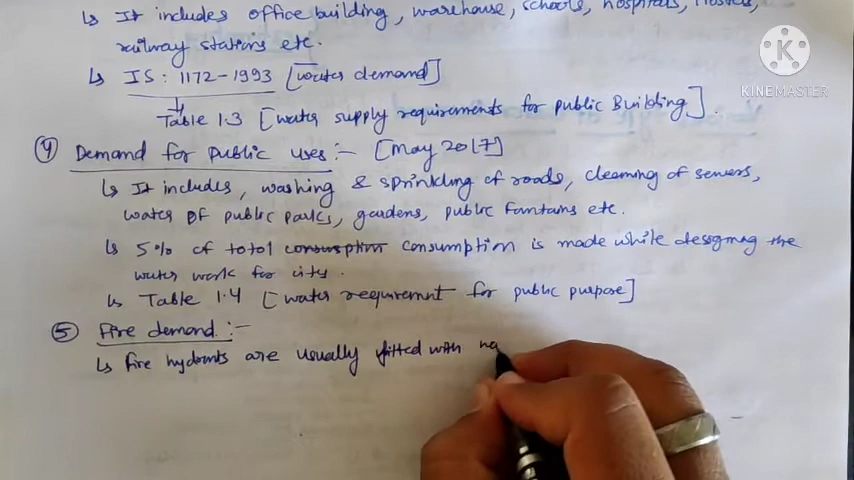 ↳ It includes office building, warehouse, schools, hospitals, Hostels,
railway stations etc.
↳ IS: 1172-1993 [water demand]
Table 1.3 [water supply requirements for public Building].
④ Demand for public uses :- [May 2017]
↳ It includes, washing & sprinkling of roads, cleaning of sewers,
water of public parks, gardens, public fantains etc.
↳ 5% of total consumption is made while designing the
water work for city.
↳ Table 1.4 [water requirement for public purpose]
⑤ Fire demand :-
↳ fire hydrants are usually fitted with
K
KINEMASTER